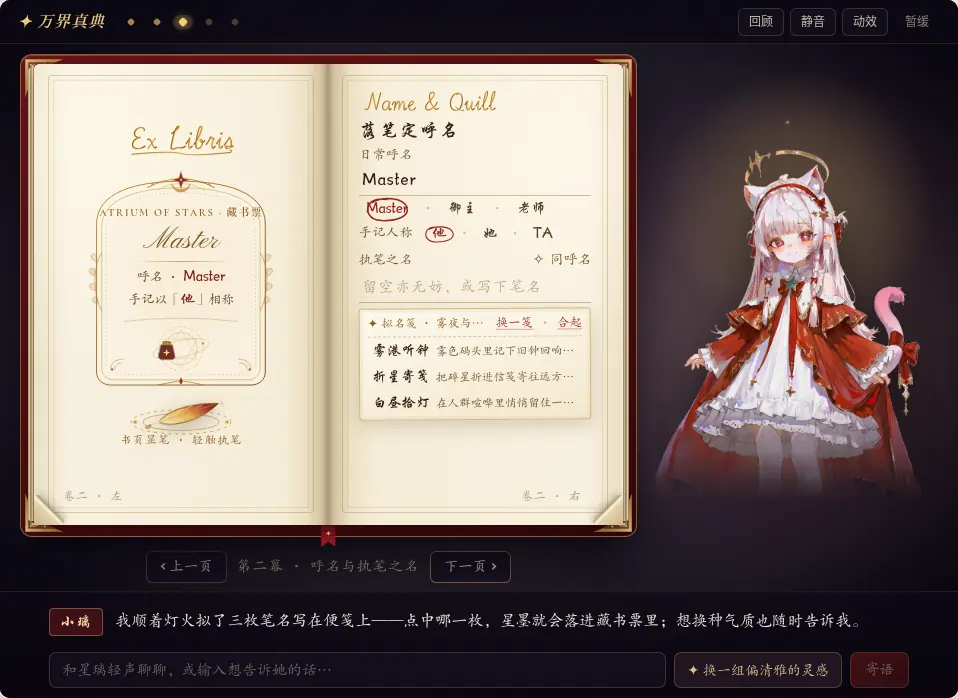 ✦ 万界真典
回顾 静音 动效 暂缓
Ex Libris
ATRIUM OF STARS · 藏书票
Master
呼名 · Master
手记以「他」相称
书页显笔 · 轻触执笔
卷二 · 左
Name & Quill
落笔定呼名
日常呼名
Master
Master · 御主 · 老师
手记人称 他 · 她 · TA
执笔之名 ✧ 同呼名
留空亦无妨，或写下笔名
✦ 拟名笺 · 雾夜与… 换一笺 · 合起
雾港听钟 雾色码头里记下旧钟回响…
折星寄笺 把碎星折进信笺寄往远方…
白昼拾灯 在人群喧哗里悄悄留住一…
卷二 · 右
‹ 上一页 第二幕 · 呼名与执笔之名 下一页 ›
小璃 我顺着灯火拟了三枚笔名写在便笺上——点中哪一枚，星墨就会落进藏书票里；想换种气质也随时告诉我。
和星璃轻声聊聊，或输入想告诉她的话… ✦ 换一组偏清雅的灵感 寄语